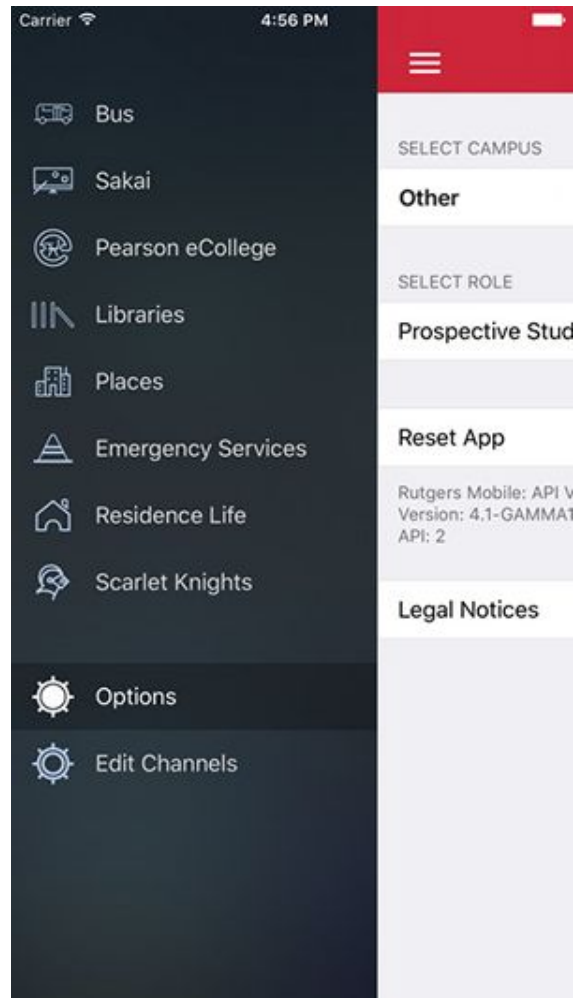 Carrier 4:56 PM
Bus
Sakai
Pearson eCollege
Libraries
Places
Emergency Services
Residence Life
Scarlet Knights
Options
Edit Channels
SELECT CAMPUS
Other
SELECT ROLE
Prospective Stud
Reset App
Rutgers Mobile: API V
Version: 4.1-GAMMA1
API: 2
Legal Notices